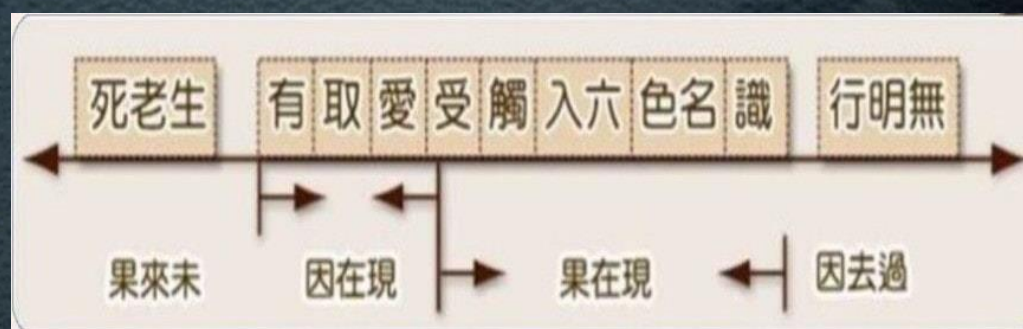 無明行 識 名色 六入 觸 受 愛 取 有 生老死
過去因 現在果 現在因 未來果